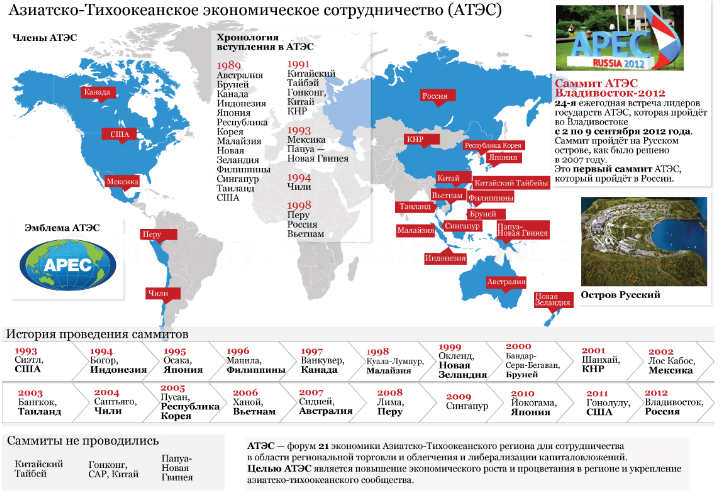 Азиатско-Тихоокеанское экономическое сотрудничество (АТЭС)
Члены АТЭС
Хронология
вступления в АТЭС
1989
Австралия
Бруней
Канада
Индонезия
Япония
Республика
Корея
Малайзия
Новая
Зеландия
Филиппины
Сингапур
Таиланд
США
1991
Китайский
Тайбэй
Гонконг,
Китай
КНР
1993
Мексика
Папуа —
Новая Гвинея
1994
Чили
1998
Перу
Россия
Вьетнам
Канада
США
Мексика
Перу
Чили
Россия
КНР
Республика Корея
Япония
Китай
Китайский Тайбеы
Вьетнам
Филиппины
Таиланд
Бруней
Малайзия
Сингапур
Папуа-
Новая Гвинея
Индонезия
Австралия
Новая
Зеландия
Эмблема АТЭС
APEC
APEC
RUSSIA 2012
Саммит АТЭС
Владивосток-2012
24-я ежегодная встреча лидеров
государств АТЭС, которая пройдёт
во Владивостоке
с 2 по 9 сентября 2012 года.
Саммит пройдёт на Русском
острове, как было решено
в 2007 году.
Это первый саммит АТЭС,
который пройдёт в России.
Остров Русский
История проведения саммитов
1993
Сиэтл,
США
1994
Богор,
Индонезия
1995
Осака,
Япония
1996
Манила,
Филиппины
1997
Ванкувер,
Канада
1998
Куала-Лумпур,
Малайзия
1999
Окленд,
Новая
Зеландия
2000
Бандар-
Сери-Бегаван,
Бруней
2001
Шанхай,
КНР
2002
Лос Кабос,
Мексика
2003
Бангкок,
Таиланд
2004
Сантьяго,
Чили
2005
Пусан,
Республика
Корея
2006
Ханой,
Вьетнам
2007
Сидней,
Австралия
2008
Лима,
Перу
2009
Сингапур
2010
Йокогама,
Япония
2011
Гонолулу,
США
2012
Владивосток,
Россия
Саммиты не проводились
Китайский
Тайбей
Гонконг,
САР, Китай
Папуа-
Новая
Гвинея
АТЭС — форум 21 экономики Азиатско-Тихоокеанского региона для сотрудничества
в области региональной торговли и облегчения и либерализации капиталовложений.
Целью АТЭС является повышение экономического роста и процветания в регионе и укрепление
азиатско-тихоокеанского сообщества.